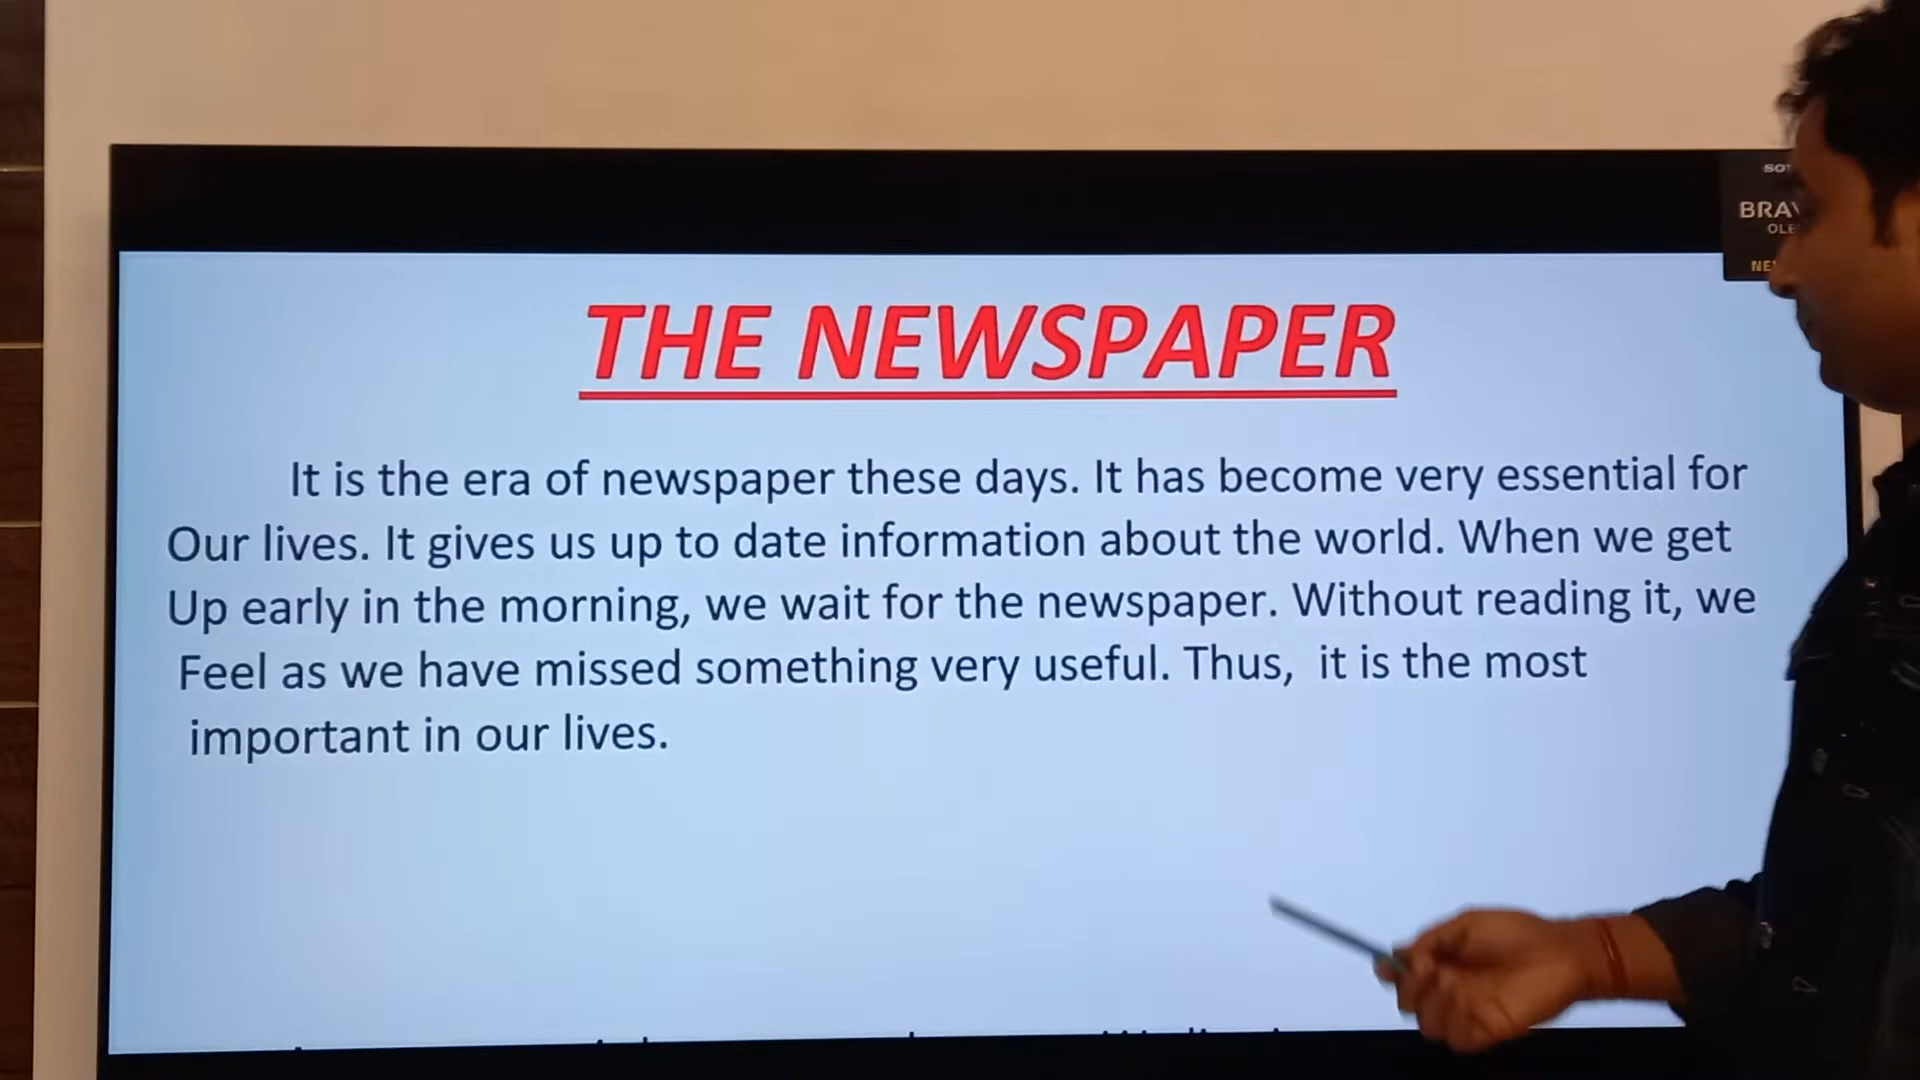 THE NEWSPAPER
It is the era of newspaper these days. It has become very essential for
Our lives. It gives us up to date information about the world. When we get
Up early in the morning, we wait for the newspaper. Without reading it, we
Feel as we have missed something very useful. Thus, it is the most
important in our lives.